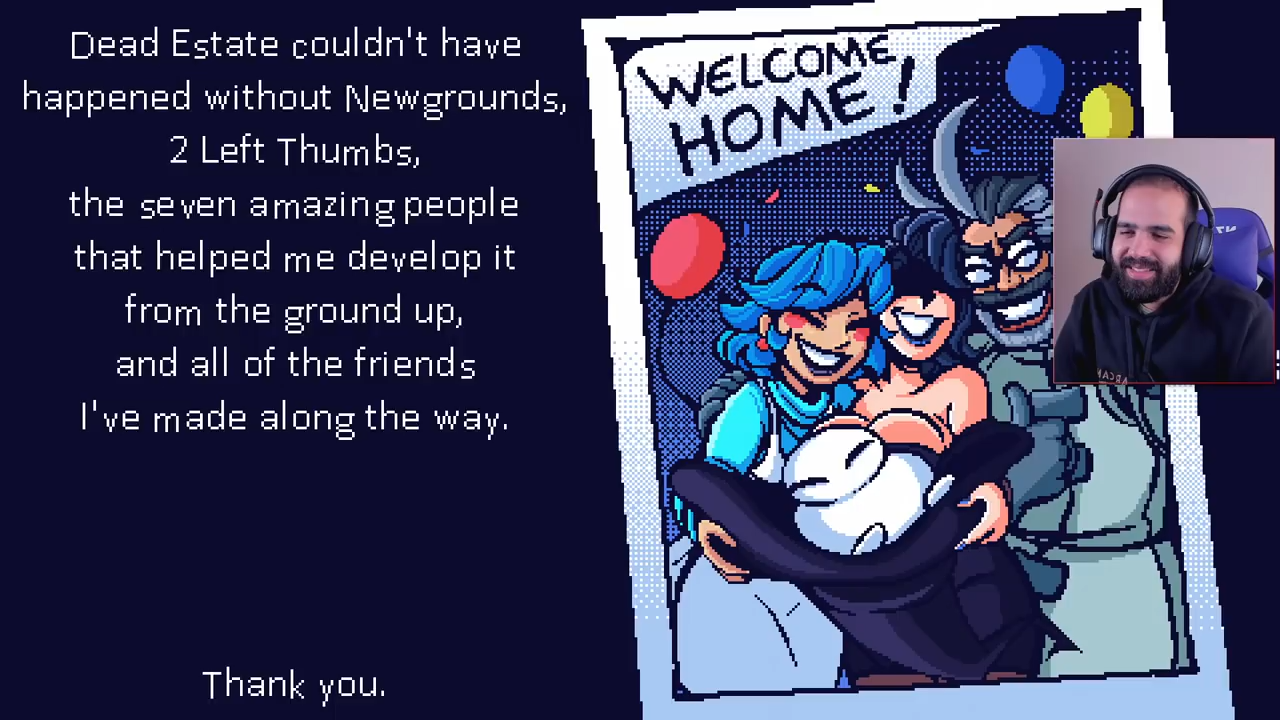 Dead Estate couldn't have
happened without Newgrounds,
2 Left Thumbs,
the seven amazing people
that helped me develop it
from the ground up,
and all of the friends
I've made along the way.
Thank you.
WELCOME
HOME!